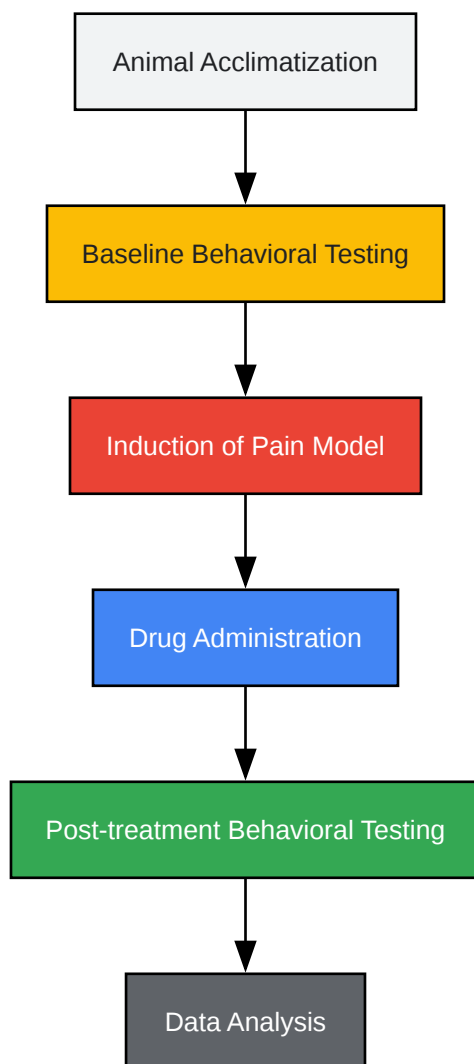 Animal Acclimatization
Baseline Behavioral Testing
Induction of Pain Model
Drug Administration
Post-treatment Behavioral Testing
Data Analysis